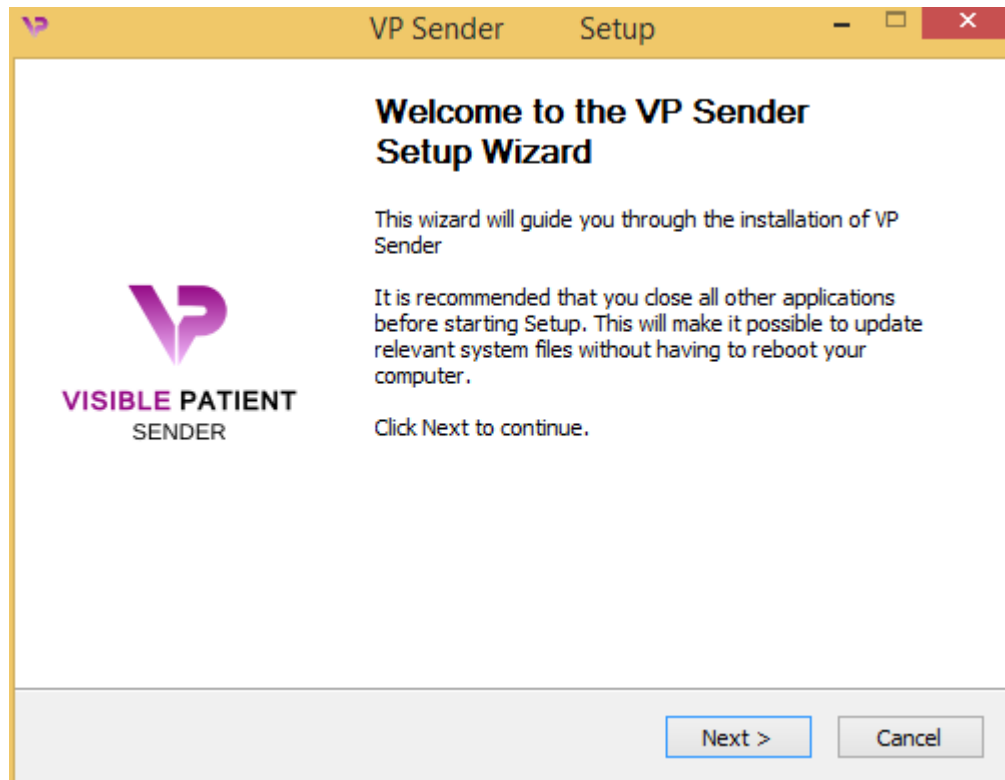 VP Sender Setup
Welcome to the VP Sender
Setup Wizard
This wizard will guide you through the installation of VP
Sender
It is recommended that you close all other applications
before starting Setup. This will make it possible to update
relevant system files without having to reboot your
computer.
Click Next to continue.
VP
VISIBLE PATIENT
SENDER
Next >
Cancel